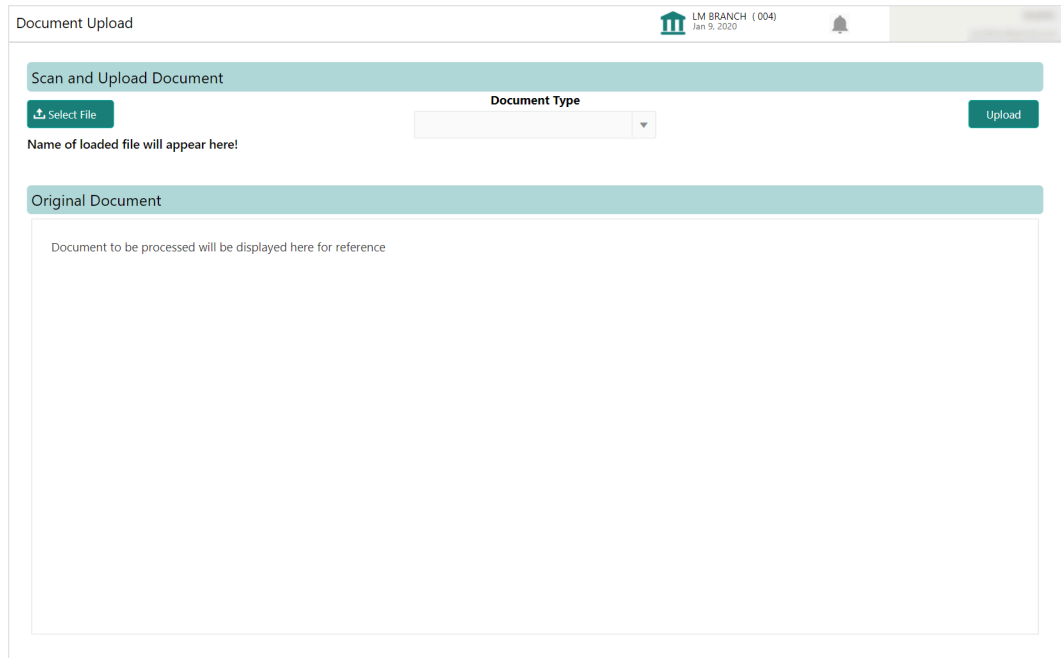 Document Upload
LM BRANCH ( 004)
Jan 9, 2020
Scan and Upload Document
Select File
Document Type
Upload
Name of loaded file will appear here!
Original Document
Document to be processed will be displayed here for reference